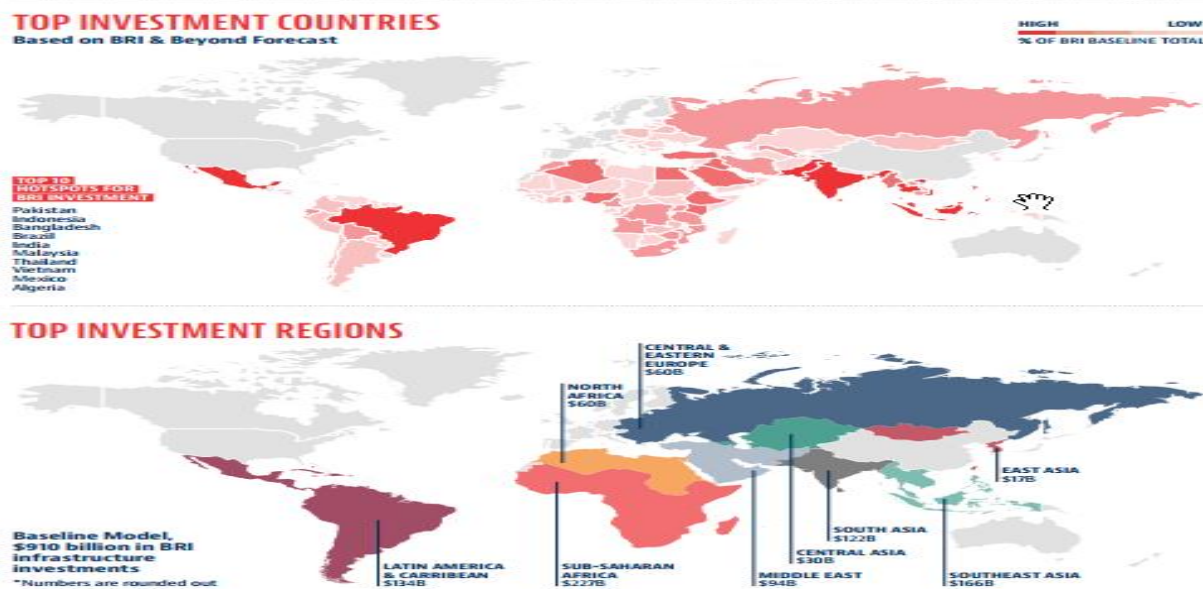 TOP INVESTMENT COUNTRIES
Based on BRI & Beyond Forecast
HIGH LOW
% OF BRI BASELINE TOTAL
TOP 10
HOTSPOTS FOR
BRI INVESTMENT
Pakistan
Indonesia
Bangladesh
Brazil
India
Malaysia
Thailand
Vietnam
Mexico
Algeria
TOP INVESTMENT REGIONS
CENTRAL &
EASTERN
EUROPE
$60B
NORTH
AFRICA
$60B
EAST ASIA
$17B
SOUTH ASIA
$122B
CENTRAL ASIA
$30B
Baseline Model,
$910 billion in BRI
infrastructure
investments
*Numbers are rounded out
LATIN AMERICA
& CARRIBEAN
$134B
SUB-SAHARAN
AFRICA
$227B
MIDDLE EAST
$94B
SOUTHEAST ASIA
$166B